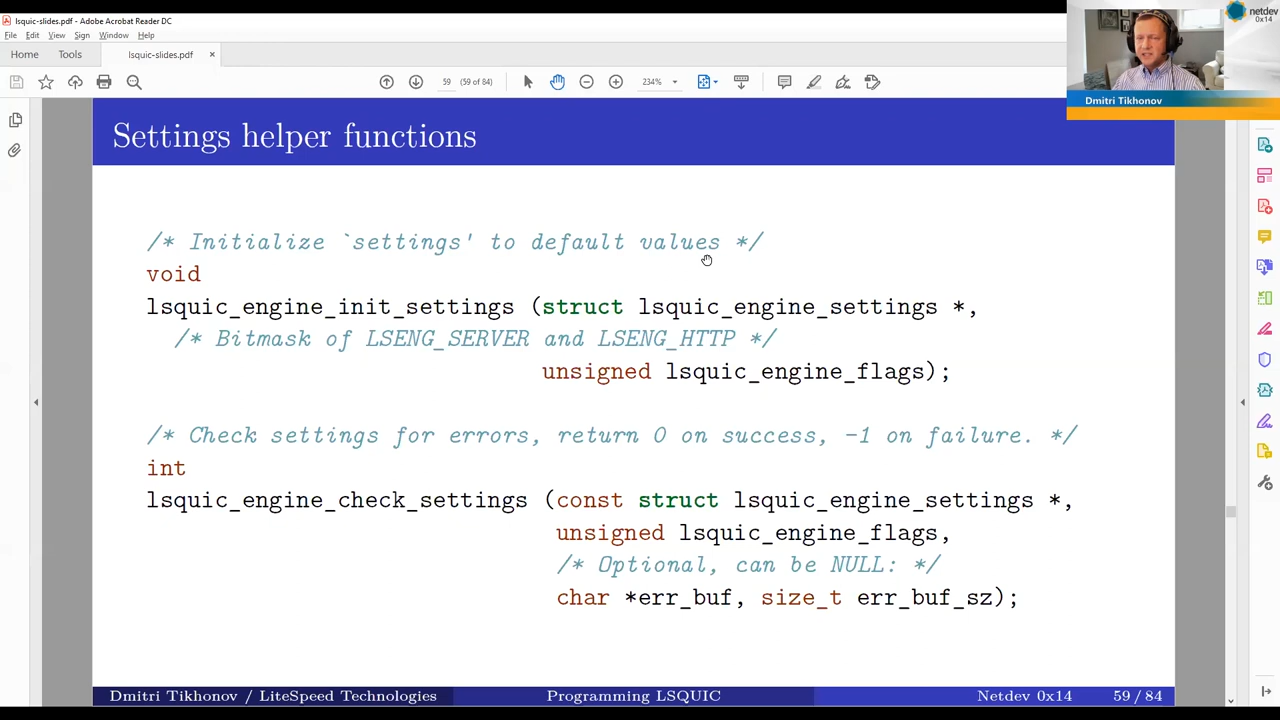 lsquic-slides.pdf - Adobe Acrobat Reader DC
File Edit View Sign Window Help
Home Tools lsquic-slides.pdf ×
59 (59 of 84) 234%
netdev
0x14
Dmitri Tikhonov
Settings helper functions
/* Initialize `settings' to default values */
void
lsquic_engine_init_settings (struct lsquic_engine_settings *,
/* Bitmask of LSENG_SERVER and LSENG_HTTP */
unsigned lsquic_engine_flags);
/* Check settings for errors, return 0 on success, -1 on failure. */
int
lsquic_engine_check_settings (const struct lsquic_engine_settings *,
unsigned lsquic_engine_flags,
/* Optional, can be NULL: */
char *err_buf, size_t err_buf_sz);
Dmitri Tikhonov / LiteSpeed Technologies Programming LSQUIC Netdev 0x14 59 / 84